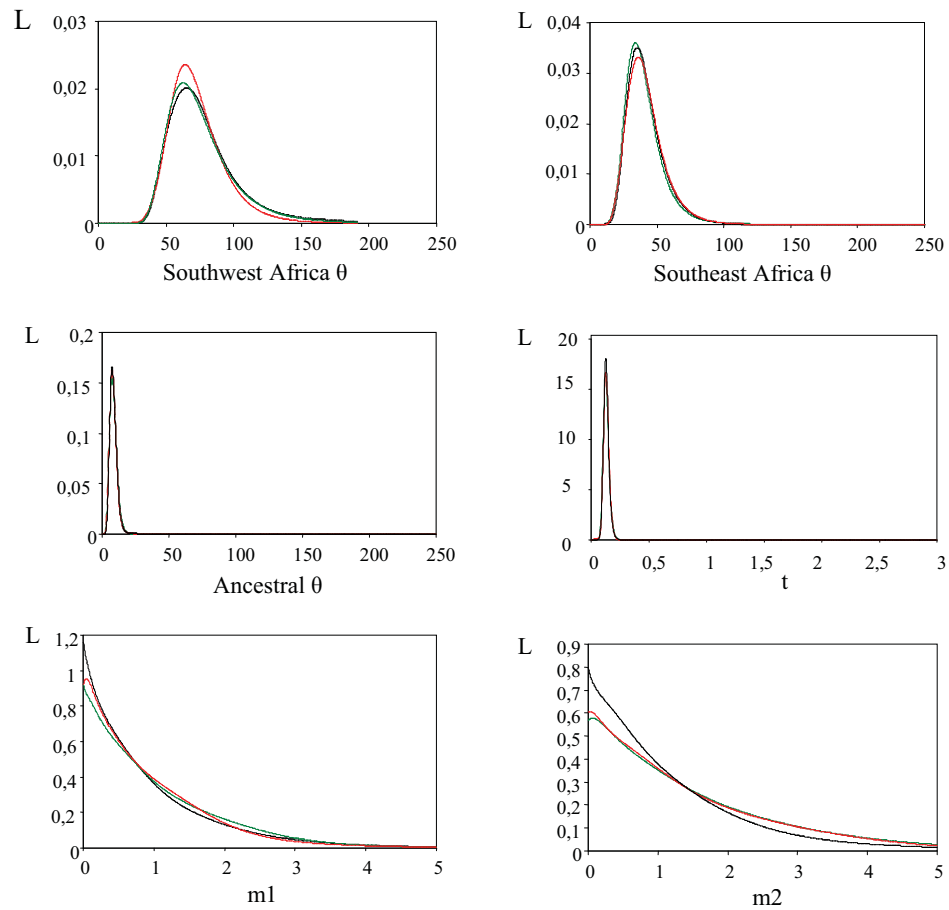 L
0,03
0,02
0,01
0
0 50 100 150 200 250
Southwest Africa θ
L
0,04
0,03
0,02
0,01
0
0 50 100 150 200 250
Southeast Africa θ
L
0,2
0,15
0,1
0,05
0
0 50 100 150 200 250
Ancestral θ
L
20
15
10
5
0
0 0,5 1 1,5 2 2,5 3
t
L
1,2
1
0,8
0,6
0,4
0,2
0
0 1 2 3 4 5
m1
L
0,9
0,8
0,7
0,6
0,5
0,4
0,3
0,2
0,1
0
0 1 2 3 4 5
m2